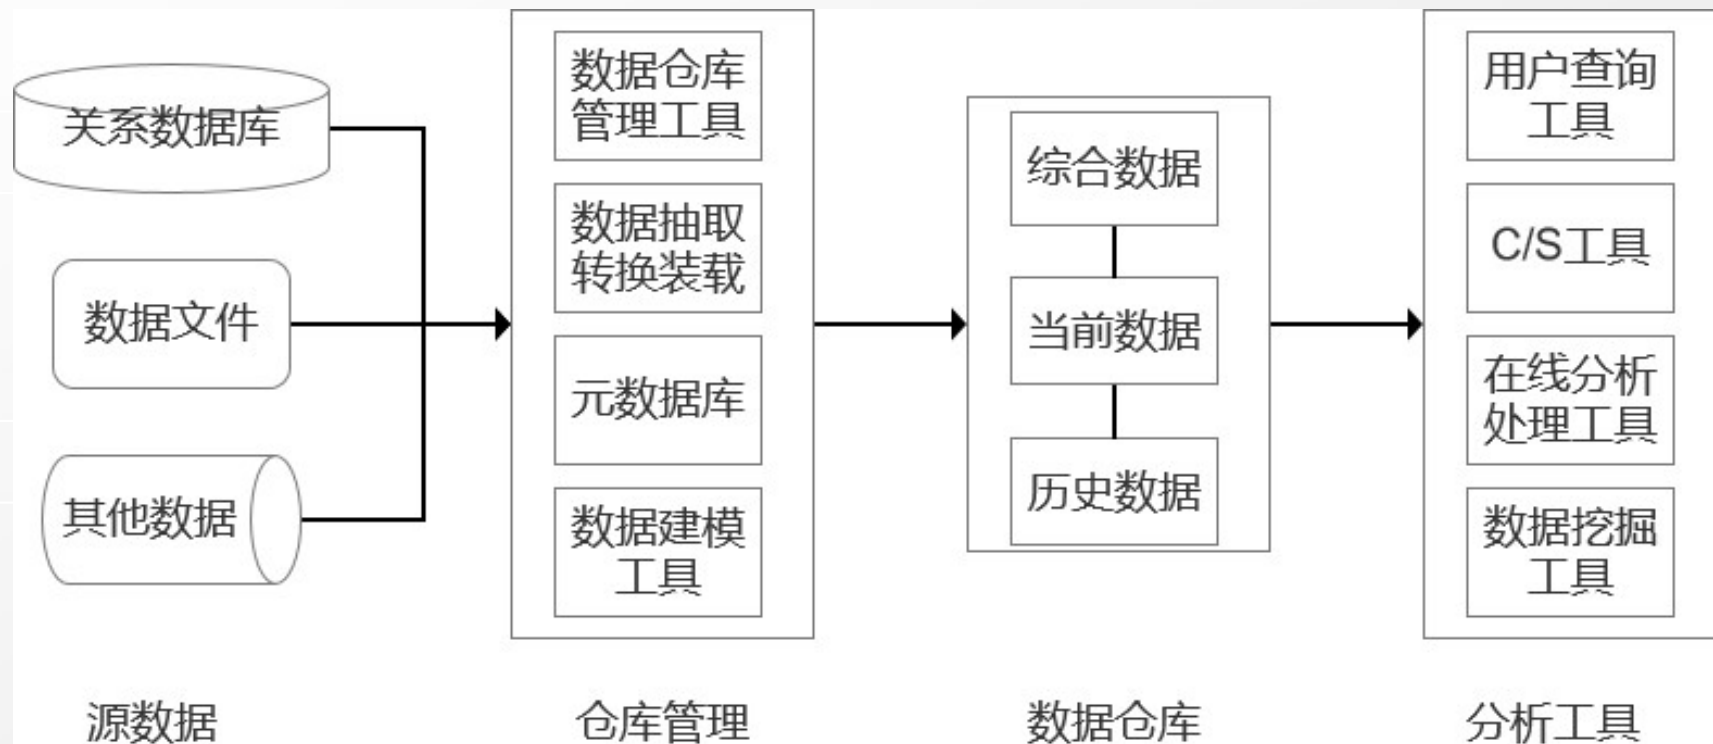 关系数据库
数据文件
其他数据
源数据
数据仓库
管理工具
数据抽取
转换装载
元数据库
数据建模
工具
仓库管理
综合数据
当前数据
历史数据
数据仓库
用户查询
工具
C/S工具
在线分析
处理工具
数据挖掘
工具
分析工具